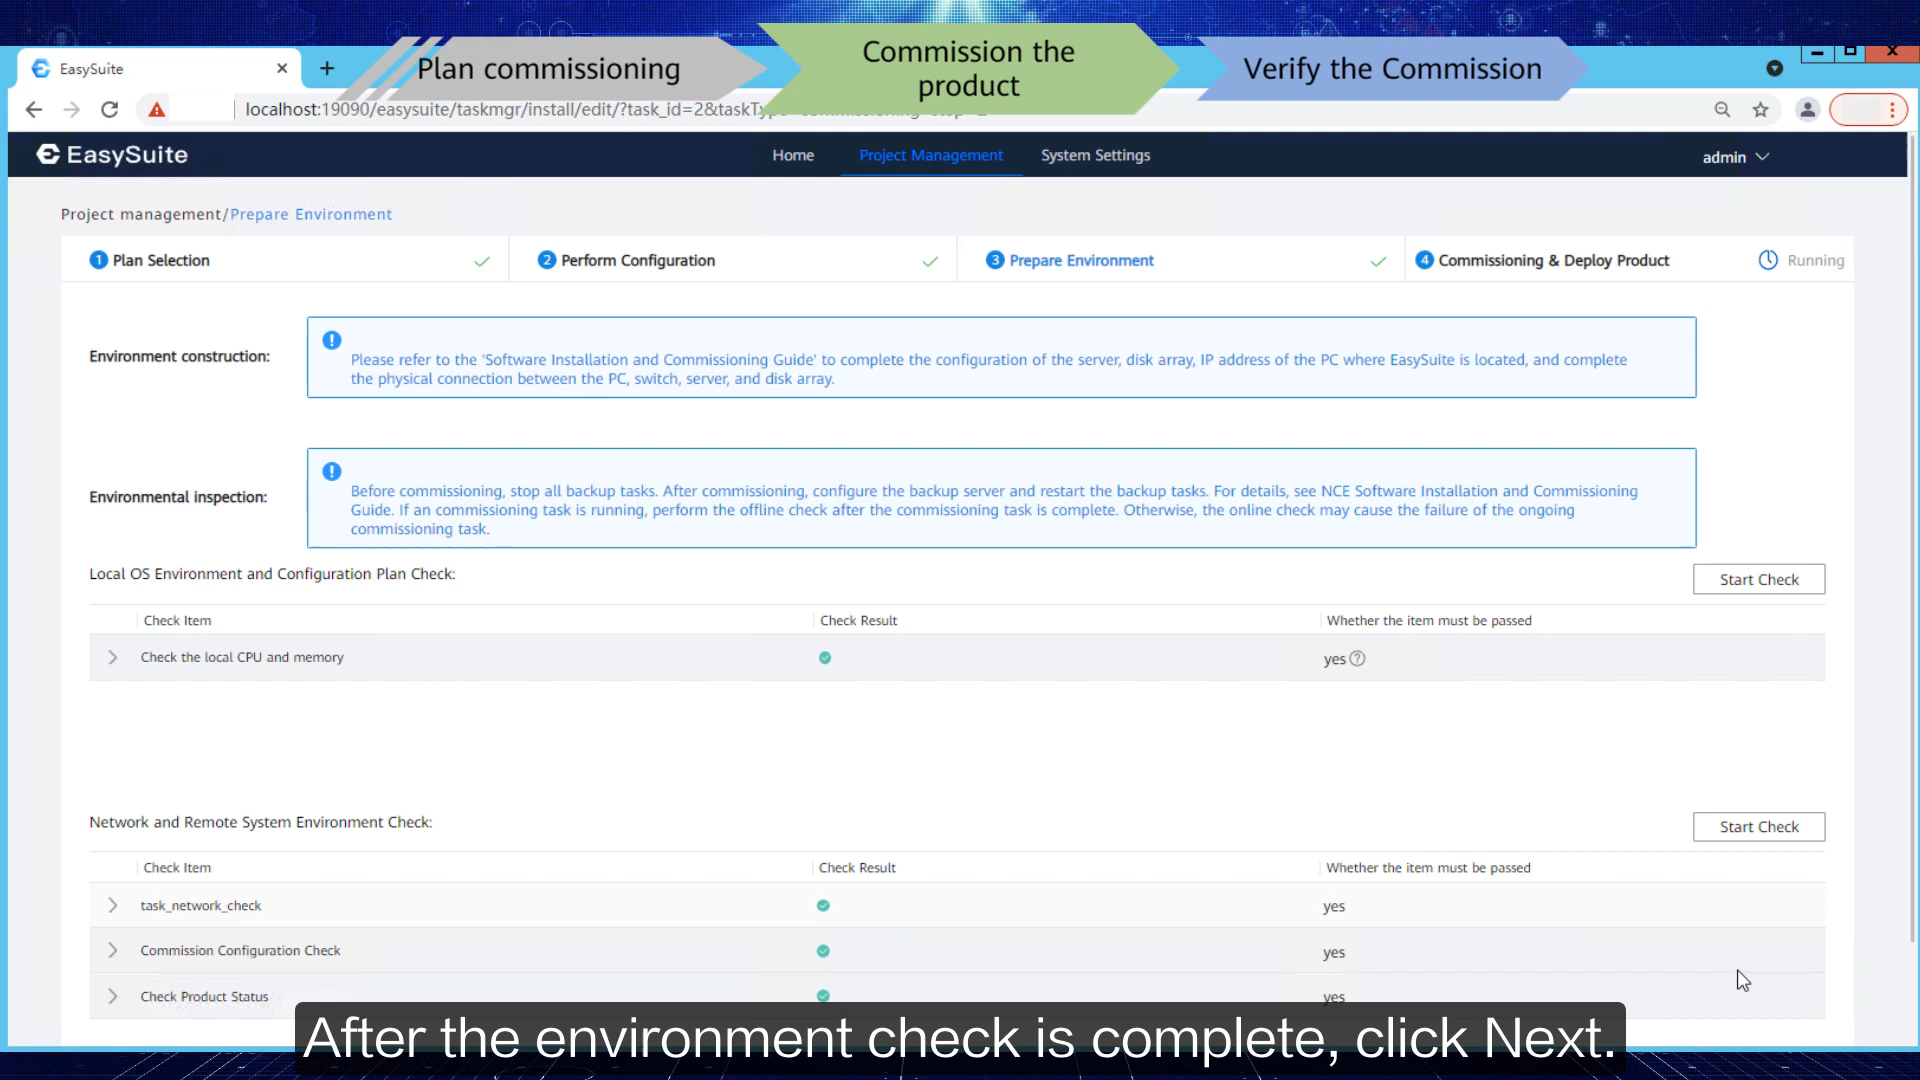 Plan commissioning
Commission the
product
Verify the Commission
EasySuite
localhost:19090/easysuite/taskmgr/install/edit/?task_id=2&taskTy
EasySuite
Home
Project Management
System Settings
admin
Project management/Prepare Environment
1 Plan Selection
2 Perform Configuration
3 Prepare Environment
4 Commissioning & Deploy Product
Running
Environment construction:
Please refer to the 'Software Installation and Commissioning Guide' to complete the configuration of the server, disk array, IP address of the PC where EasySuite is located, and complete
the physical connection between the PC, switch, server, and disk array.
Environmental inspection:
Before commissioning, stop all backup tasks. After commissioning, configure the backup server and restart the backup tasks. For details, see NCE Software Installation and Commissioning
Guide. If an commissioning task is running, perform the offline check after the commissioning task is complete. Otherwise, the online check may cause the failure of the ongoing
commissioning task.
Local OS Environment and Configuration Plan Check:
Start Check
Check Item
Check Result
Whether the item must be passed
Check the local CPU and memory
yes
Network and Remote System Environment Check:
Start Check
Check Item
Check Result
Whether the item must be passed
task_network_check
yes
Commission Configuration Check
yes
Check Product Status
yes
After the environment check is complete, click Next.